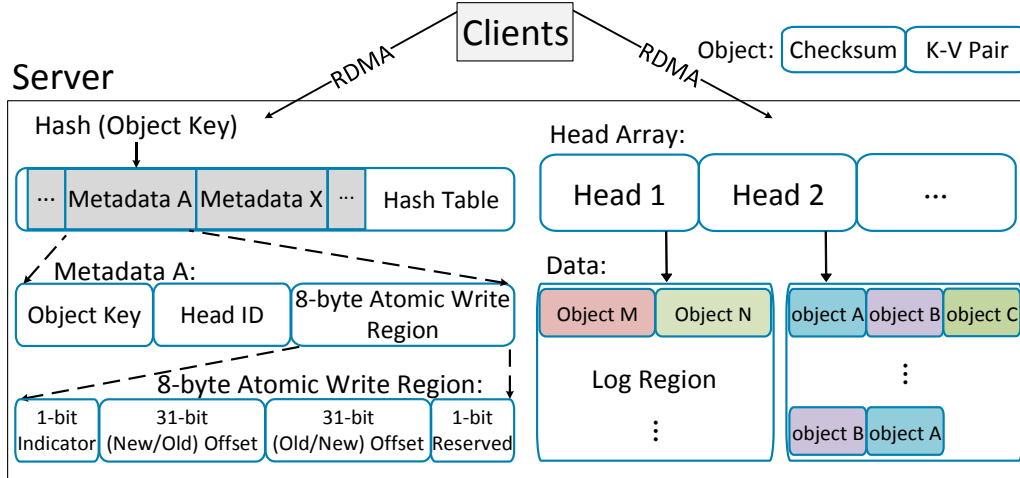 Clients
Object: Checksum K-V Pair
RDMA RDMA
Server
Hash (Object Key)
... Metadata A Metadata X ... Hash Table
Metadata A:
Object Key Head ID 8-byte Atomic Write
Region
8-byte Atomic Write Region:
1-bit 31-bit 31-bit 1-bit
Indicator (New/Old) Offset (Old/New) Offset Reserved
Head Array:
Head 1 Head 2 ...
Data:
Object M Object N object A object B object C
Log Region
⋮ ⋮
object B object A